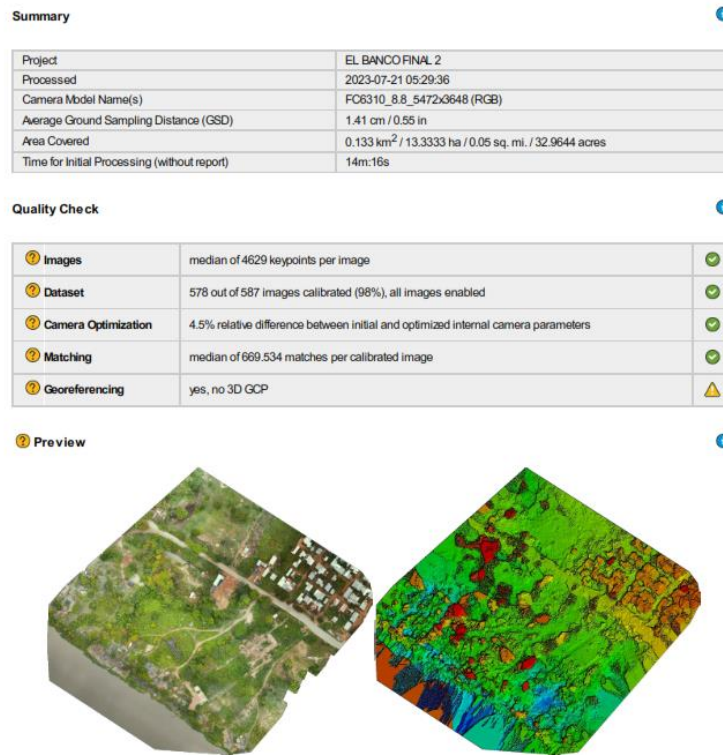 Summary
Project EL BANCO FINAL 2
Processed 2023-07-21 05:29:36
Camera Model Name(s) FC6310_8.8_5472x3648 (RGB)
Average Ground Sampling Distance (GSD) 1.41 cm / 0.55 in
Area Covered 0.133 km2 / 13.3333 ha / 0.05 sq. mi. / 32.9644 acres
Time for Initial Processing (without report) 14m:16s
Quality Check
? Images median of 4629 keypoints per image
? Dataset 578 out of 587 images calibrated (98%), all images enabled
? Camera Optimization 4.5% relative difference between initial and optimized internal camera parameters
? Matching median of 669.534 matches per calibrated image
? Georeferencing yes, no 3D GCP
? Preview